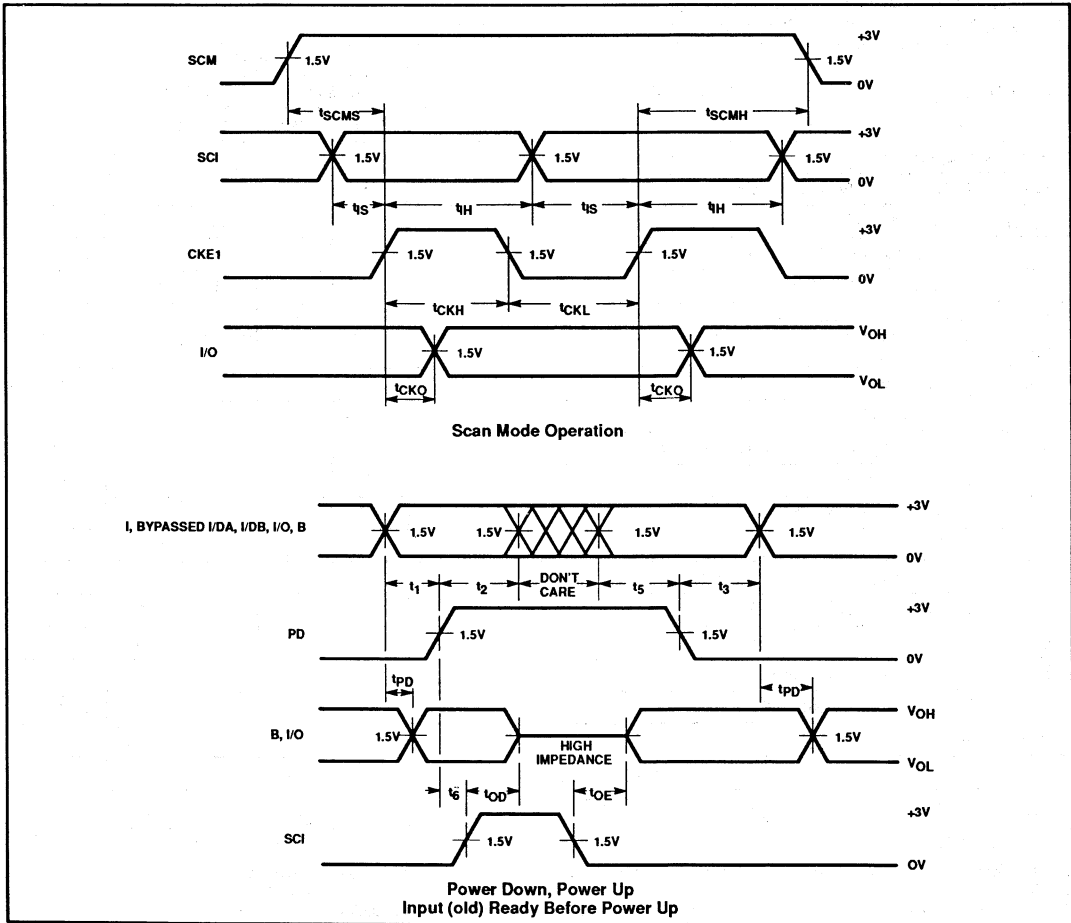 +3V
SCM
1.5V
1.5V
0V
tSCMS
tSCMH
+3V
SCI
1.5V
1.5V
1.5V
0V
tIS
tIH
tIS
tIH
+3V
CKE1
1.5V
1.5V
1.5V
0V
tCKH
tCKL
VOH
I/O
1.5V
1.5V
VOL
tCKO
tCKO
Scan Mode Operation
+3V
I, BYPASSED I/DA, I/DB, I/O, B
1.5V
1.5V
1.5V
1.5V
0V
t1
t2
DON'T
CARE
t5
t3
+3V
PD
1.5V
1.5V
0V
tPD
tPD
VOH
B, I/O
1.5V
HIGH
IMPEDANCE
1.5V
VOL
t6
tOD
tOE
+3V
SCI
1.5V
1.5V
OV
Power Down, Power Up
Input (old) Ready Before Power Up